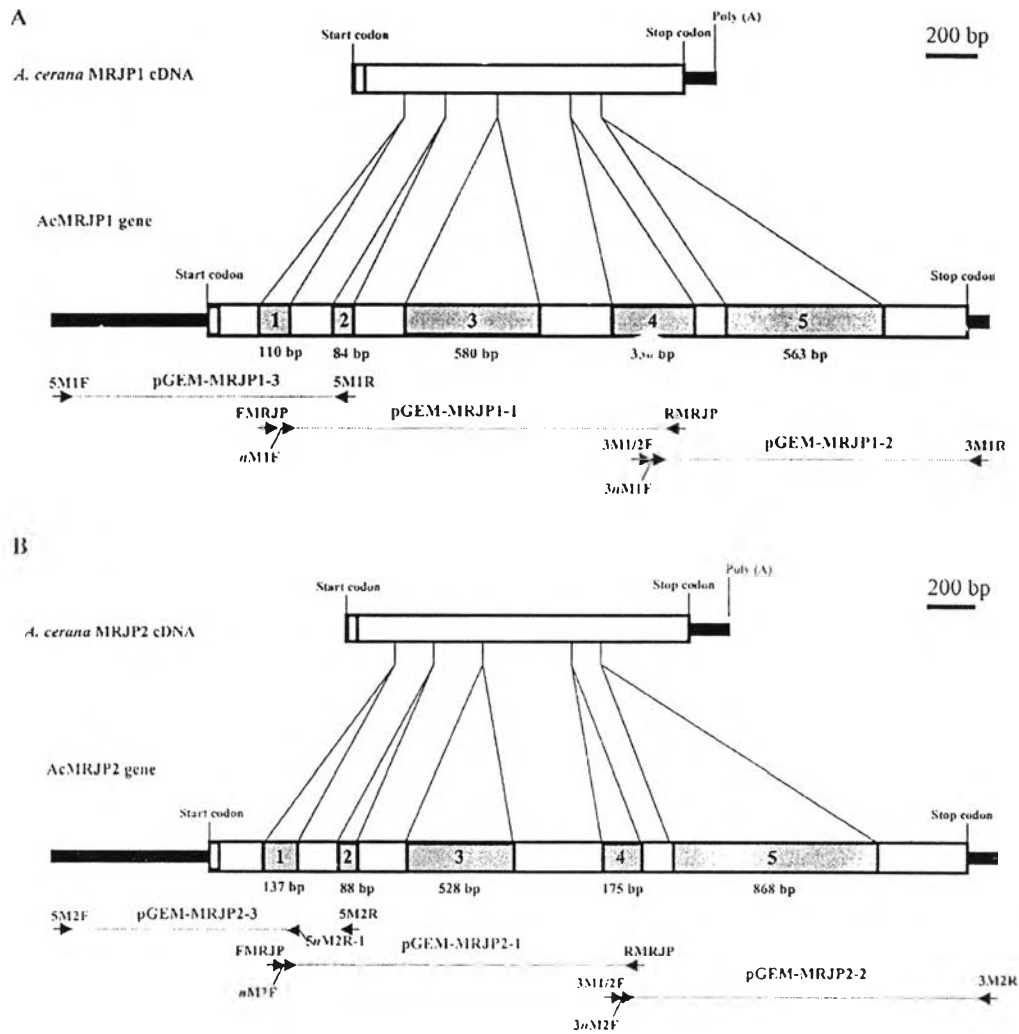 A
Start codon
Stop codon
Poly (A)
200 bp
A. cerana MRJP1 cDNA
AcMRJP1 gene
Start codon
Stop codon
1
2
3
4
5
110 bp
84 bp
580 bp
bp
563 bp
5M1F
pGEM-MRJP1-3
5M1R
FMRJP
pGEM-MRJP1-1
RMRJP
nM1F
3M1/2F
pGEM-MRJP1-2
3M1R
3nM1F
B
Start codon
Stop codon
Poly (A)
200 bp
A. cerana MRJP2 cDNA
AcMRJP2 gene
Start codon
Stop codon
1
2
3
4
5
137 bp
88 bp
528 bp
175 bp
868 bp
5M2F
pGEM-MRJP2-3
5M2R
5nM2R-1
FMRJP
pGEM-MRJP2-1
RMRJP
nM2F
3M1/2F
pGEM-MRJP2-2
3M2R
3nM2F